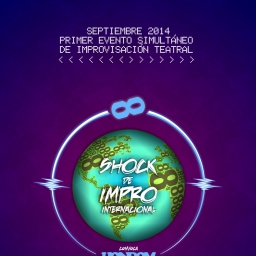 SEPTIEMBRE 2014
PRIMER EVENTO SIMULTÁNEO
DE IMPROVISACIÓN TEATRAL
SHOCK
DE
IMPRO
INTERNACIONAL